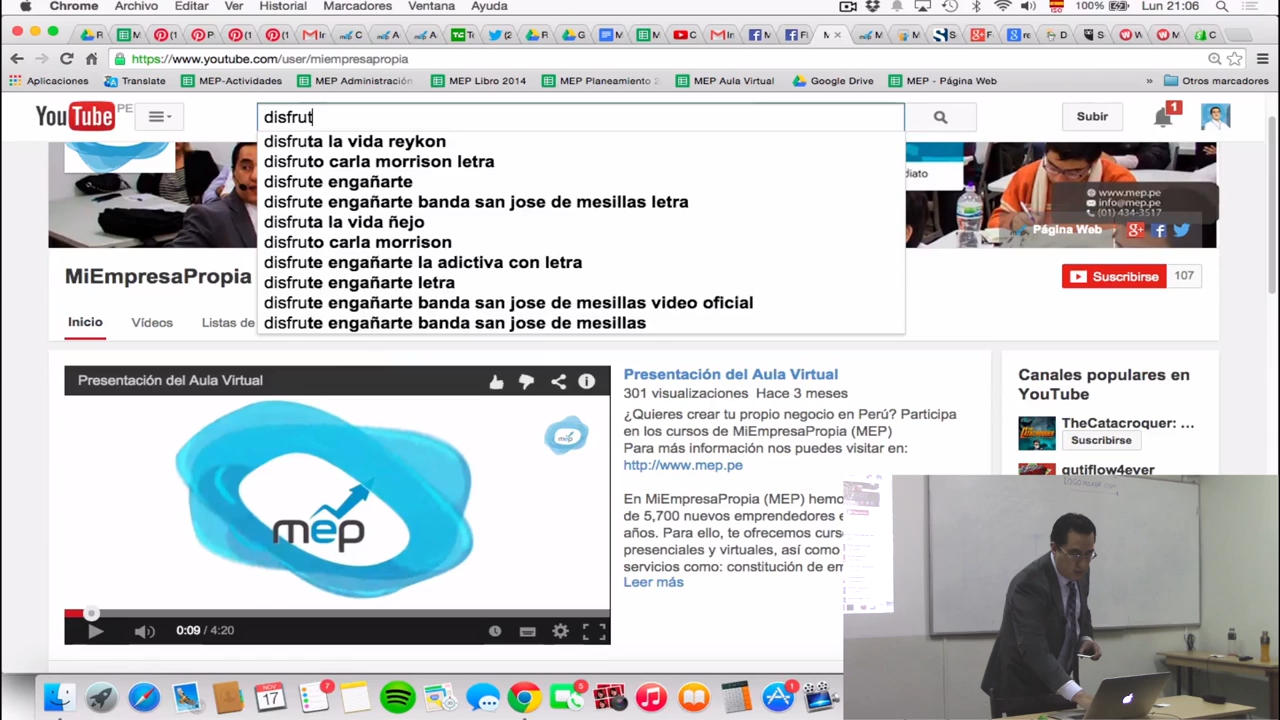 Chrome Archivo Editar Ver Historial Marcadores Ventana Ayuda 100% Lun 21:06
https://www.youtube.com/user/miempresapropia
Aplicaciones Translate MEP-Actividades MEP Administración MEP Libro 2014 MEP Planeamiento MEP Aula Virtual Google Drive MEP - Página Web » Otros marcadores
YouTube PE disfrut Subir 1
disfruta la vida reykon
disfruto carla morrison letra
disfrute engañarte
disfrute engañarte banda san jose de mesillas letra
disfruta la vida ñejo
disfruto carla morrison
disfrute engañarte la adictiva con letra
disfrute engañarte letra
disfrute engañarte banda san jose de mesillas video oficial
disfrute engañarte banda san jose de mesillas
www.mep.pe
info@mep.pe
(01) 434-3517
Página Web
MiEmpresaPropia Suscribirse 107
Inicio Vídeos Listas de
Presentación del Aula Virtual
mep
mep
0:09 / 4:20
Presentación del Aula Virtual
301 visualizaciones Hace 3 meses
¿Quieres crear tu propio negocio en Perú? Participa
en los cursos de MiEmpresaPropia (MEP)
Para más información nos puedes visitar en:
http://www.mep.pe
En MiEmpresaPropia (MEP) hemo
de 5,700 nuevos emprendedores e
años. Para ello, te ofrecemos curs
presenciales y virtuales, así como
servicios como: constitución de em
Leer más
Canales populares en
YouTube
TheCatacroquer: ...
Suscribirse
gutiflow4ever
NOV
17
7
5
1